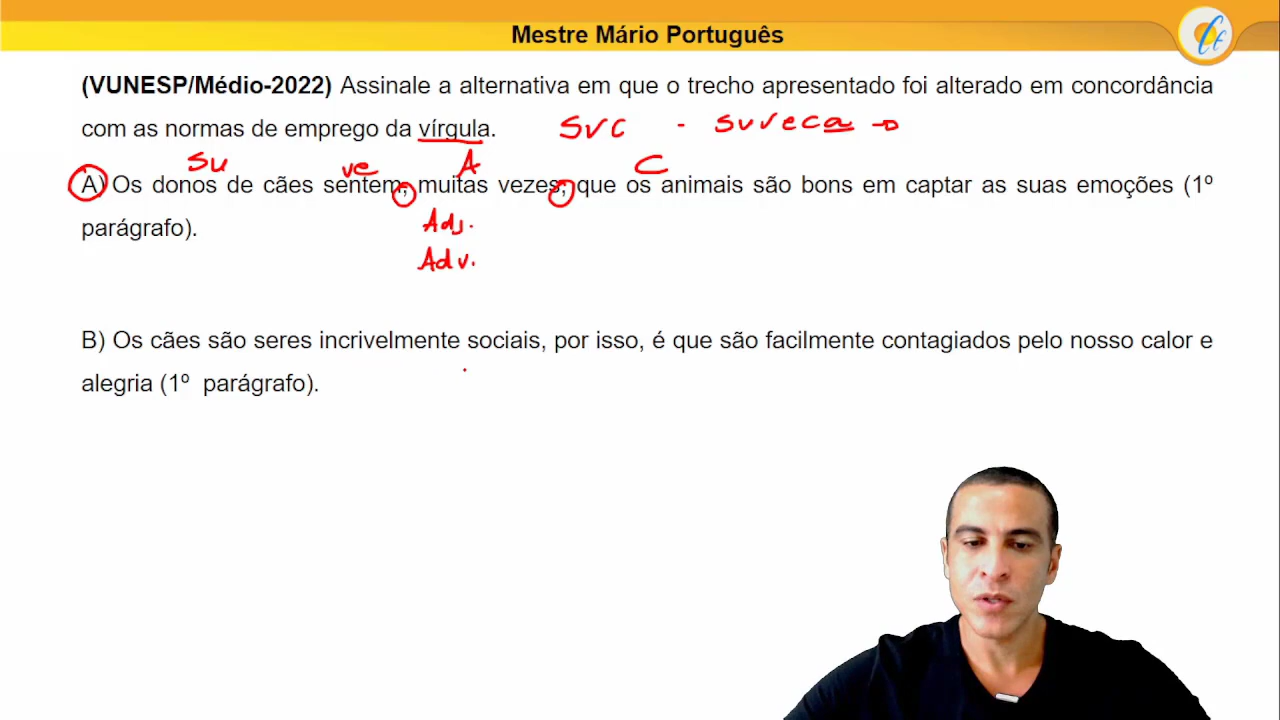 Mestre Mário Português
(VUNESP/Médio-2022) Assinale a alternativa em que o trecho apresentado foi alterado em concordância
com as normas de emprego da vírgula.
SVC - SUVECA
SU ve A C
A) Os donos de cães sentem, muitas vezes, que os animais são bons em captar as suas emoções (1º
parágrafo).
Adj.
Adv.
B) Os cães são seres incrivelmente sociais, por isso, é que são facilmente contagiados pelo nosso calor e
alegria (1º parágrafo).